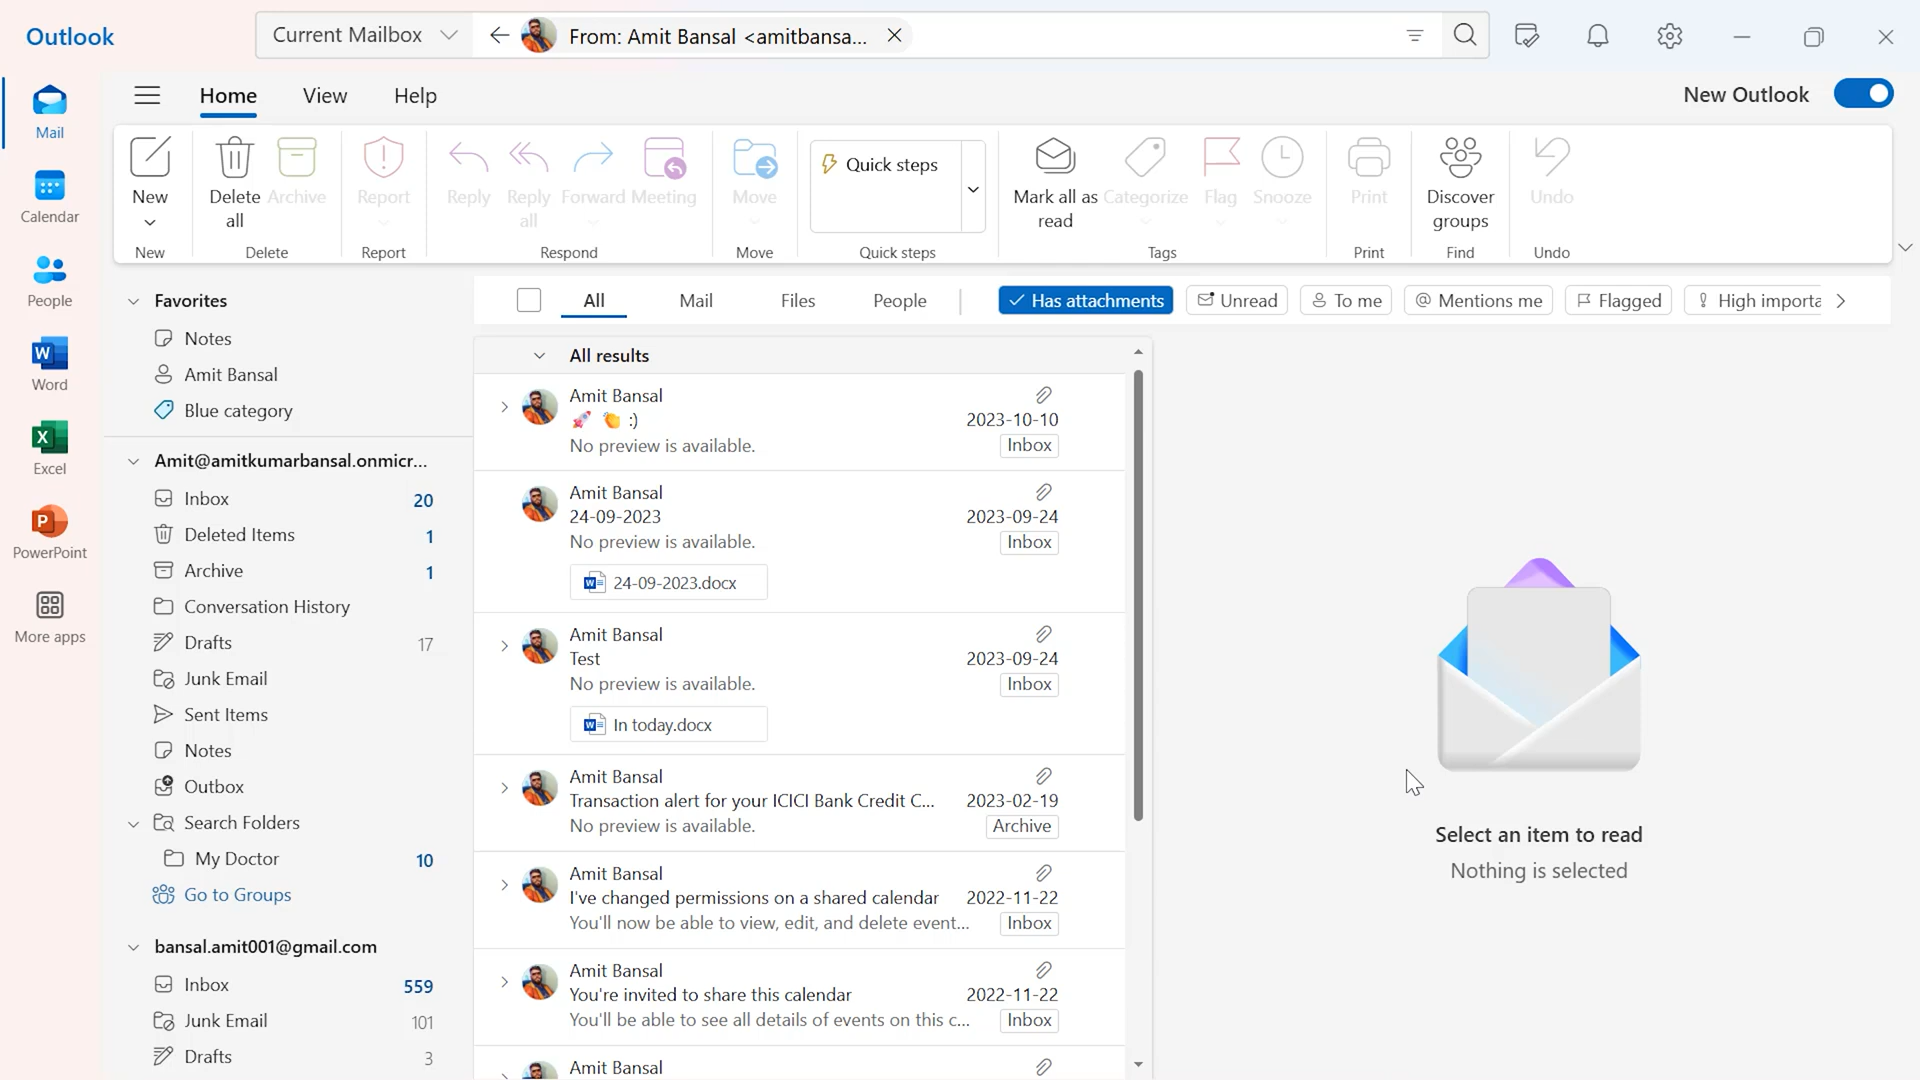 Outlook
Current Mailbox
From: Amit Bansal <amitbansa...
Mail
Calendar
People
Word
Excel
PowerPoint
More apps
Home View Help
New Outlook
New
Delete all
Archive
Report
Reply
Reply all
Forward
Meeting
Move
Quick steps
Mark all as read
Categorize
Flag
Snooze
Print
Discover groups
Undo
New Delete Report Respond Move Quick steps Tags Print Find Undo
Favorites
Notes
Amit Bansal
Blue category
Amit@amitkumarbansal.onmicr...
Inbox 20
Deleted Items 1
Archive 1
Conversation History
Drafts 17
Junk Email
Sent Items
Notes
Outbox
Search Folders
My Doctor 10
Go to Groups
bansal.amit001@gmail.com
Inbox 559
Junk Email 101
Drafts 3
All Mail Files People
Has attachments Unread To me @ Mentions me Flagged High importa
All results
Amit Bansal
🚀 👏 :) 2023-10-10
No preview is available. Inbox
Amit Bansal
24-09-2023 2023-09-24
No preview is available. Inbox
24-09-2023.docx
Amit Bansal
Test 2023-09-24
No preview is available. Inbox
In today.docx
Amit Bansal
Transaction alert for your ICICI Bank Credit C... 2023-02-19
No preview is available. Archive
Amit Bansal
I've changed permissions on a shared calendar 2022-11-22
You'll now be able to view, edit, and delete event... Inbox
Amit Bansal
You're invited to share this calendar 2022-11-22
You'll be able to see all details of events on this c... Inbox
Amit Bansal
Select an item to read
Nothing is selected